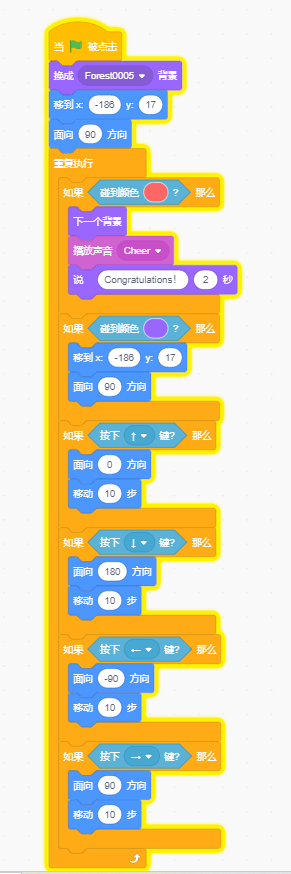 当 被点击
换成 Forest0005 背景
移到 x: -186 y: 17
面向 90 方向
重复执行
如果 碰到颜色 ? 那么
下一个背景
播放声音 Cheer
说 Congratulations! 2 秒
如果 碰到颜色 ? 那么
移到 x: -186 y: 17
面向 90 方向
如果 按下 ↑ 键? 那么
面向 0 方向
移动 10 步
如果 按下 ↓ 键? 那么
面向 180 方向
移动 10 步
如果 按下 ← 键? 那么
面向 -90 方向
移动 10 步
如果 按下 → 键? 那么
面向 90 方向
移动 10 步